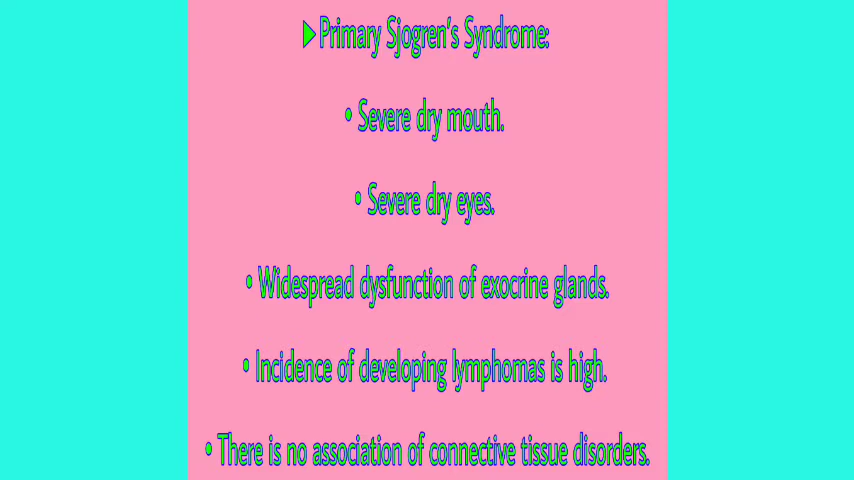 ▶Primary Sjogren's Syndrome:
• Severe dry mouth.
• Severe dry eyes.
• Widespread dysfunction of exocrine glands.
• Incidence of developing lymphomas is high.
• There is no association of connective tissue disorders.